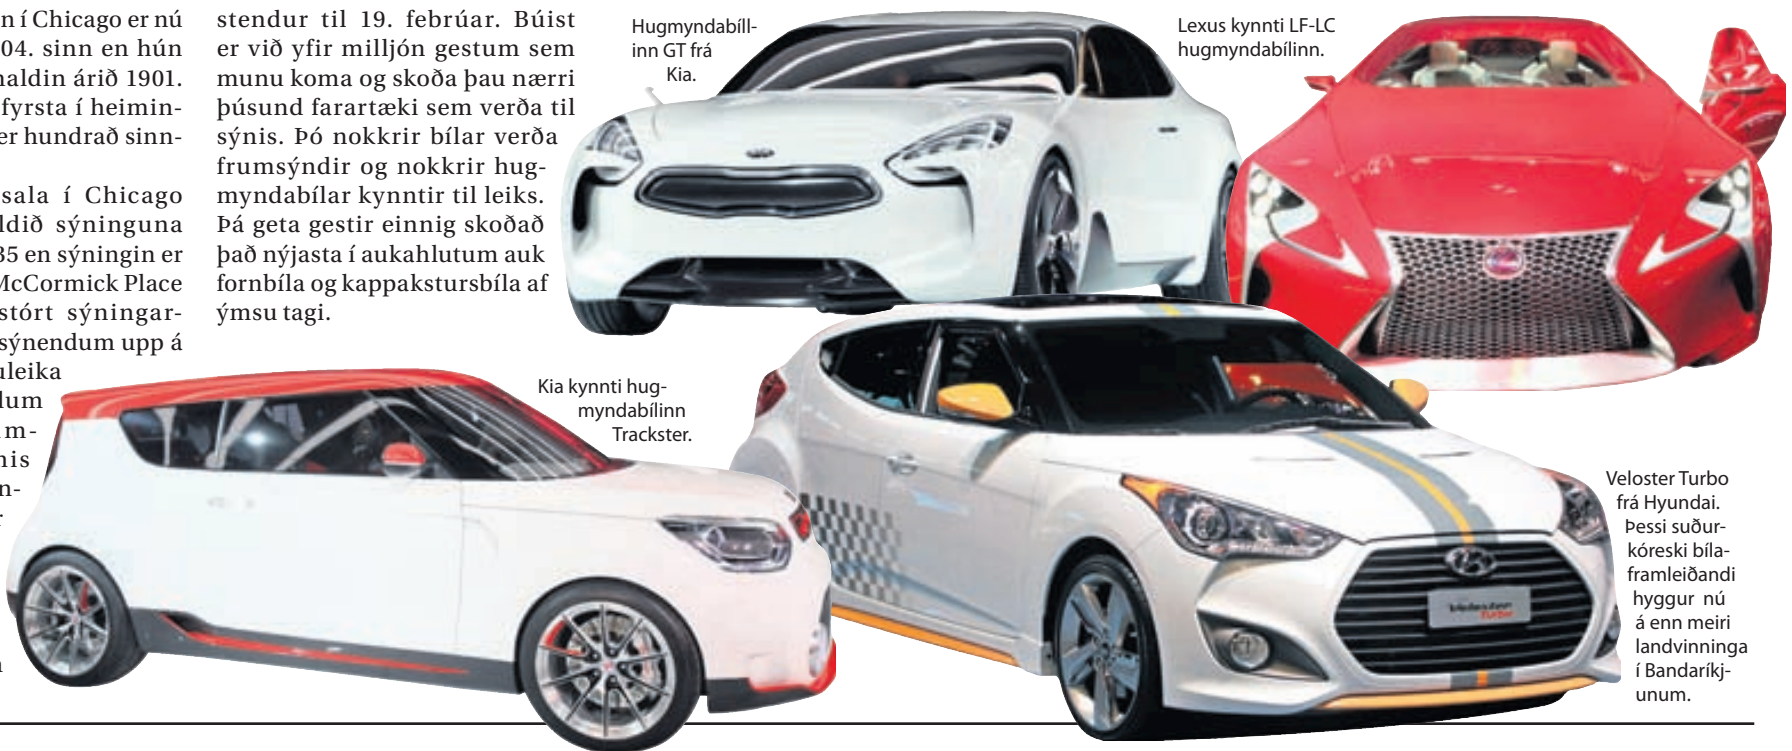 n í Chicago er nú
04. sinn en hún
haldin árið 1901.
fyrsta í heimin-
er hundrað sinn-
sala í Chicago
ldið sýninguna
35 en sýningin er
McCormick Place
stórt sýningar-
sýnendum upp á
uleika
lum
m-
nis
n-
stendur til 19. febrúar. Búist
er við yfir milljón gestum sem
munu koma og skoða þau nærri
þúsund farartæki sem verða til
sýnis. Þó nokkrir bílar verða
frumsýndir og nokkrir hug-
myndabílar kynntir til leiks.
Þá geta gestir einnig skoðað
það nýjasta í aukahlutum auk
fornbíla og kappakstursbíla af
ýmsu tagi.
Hugmyndabíll-
inn GT frá
Kia.
Lexus kynnti LF-LC
hugmyndabílinn.
Kia kynnti hug-
myndabílinn
Trackster.
Veloster Turbo
frá Hyundai.
Þessi suður-
kóreski bíla-
framleiðandi
hyggur nú
á enn meiri
landvinninga
í Bandaríkj-
unum.